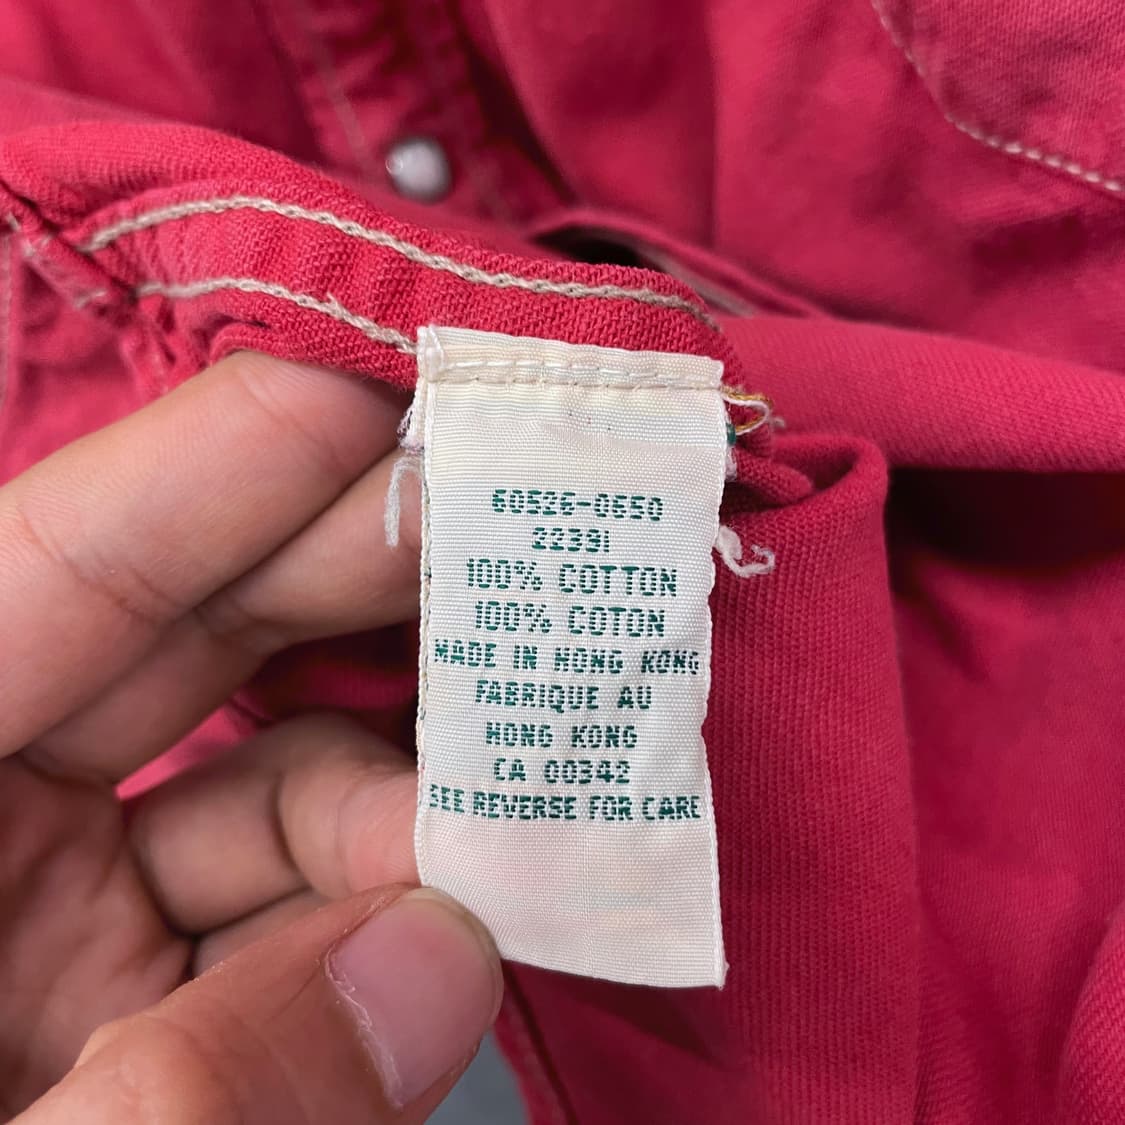 60526-0650
22391
100% COTTON
100% COTON
MADE IN HONG KONG
FABRIQUE AU
HONG KONG
CA 00342
SEE REVERSE FOR CARE